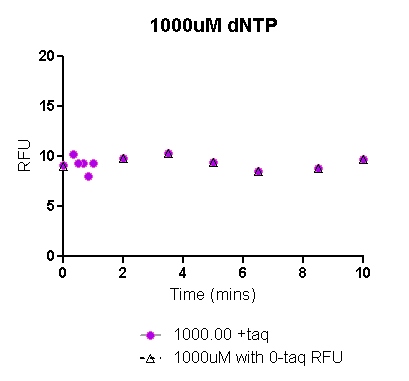 1000uM dNTP
20
15
10
5
0
RFU
0 2 4 6 8 10
Time (mins)
1000.00 +taq
1000uM with 0-taq RFU